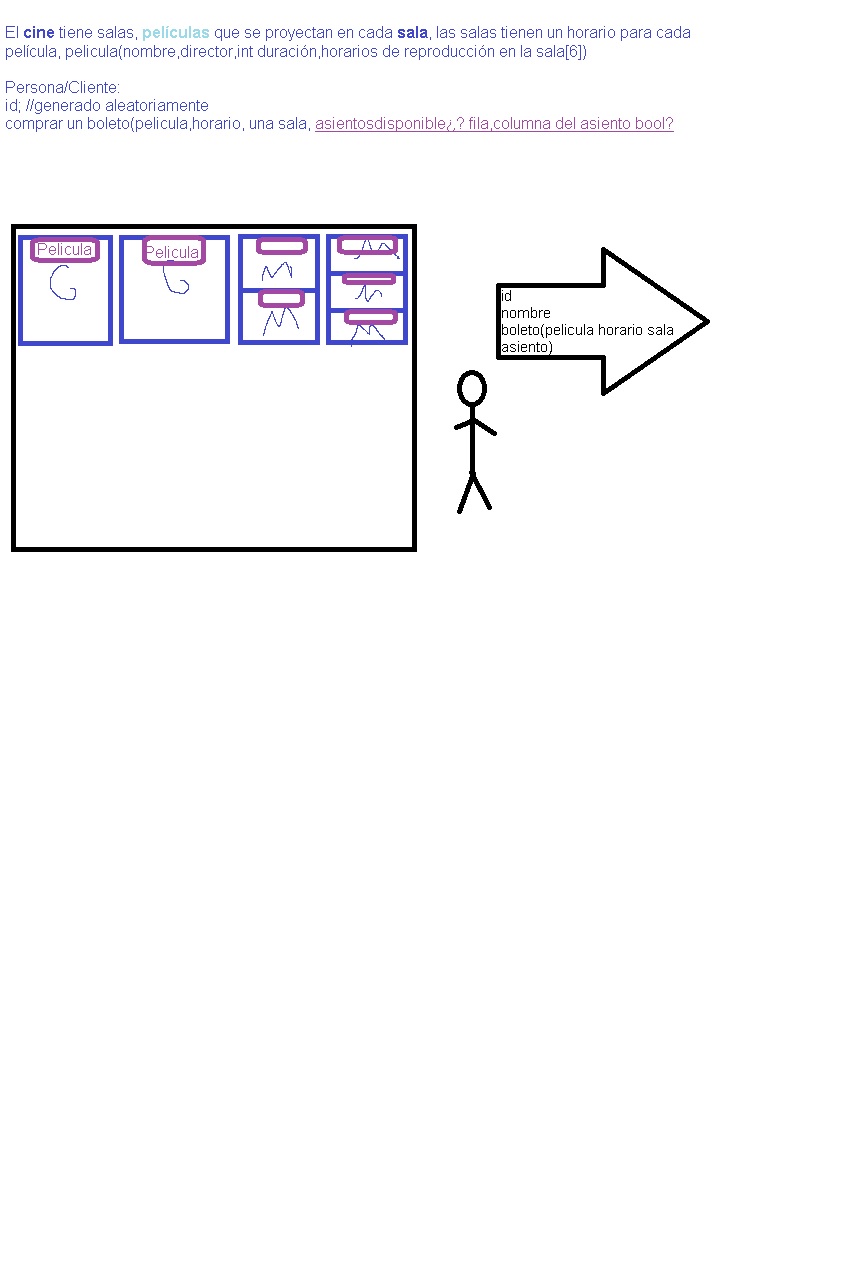 El cine tiene salas, películas que se proyectan en cada sala, las salas tienen un horario para cada
película, pelicula(nombre,director,int duración,horarios de reproducción en la sala[6])
Persona/Cliente:
id; //generado aleatoriamente
comprar un boleto(pelicula,horario, una sala, asientosdisponible¿,? fila,columna del asiento bool?
Pelicula
Pelicula
G
G
M
M
M
M
M
id
nombre
boleto(pelicula horario sala
asiento)